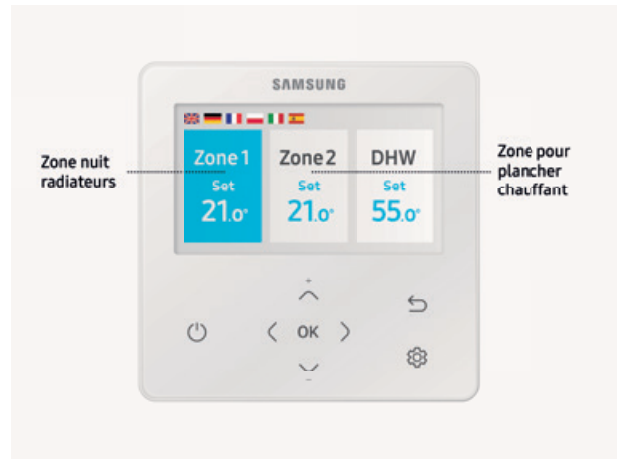 SAMSUNG
Zone 1
Zone 2
DHW
Set
Set
Set
21.0°
21.0°
55.0°
Zone nuit
radiateurs
Zone pour
plancher
chauffant
+
OK
-